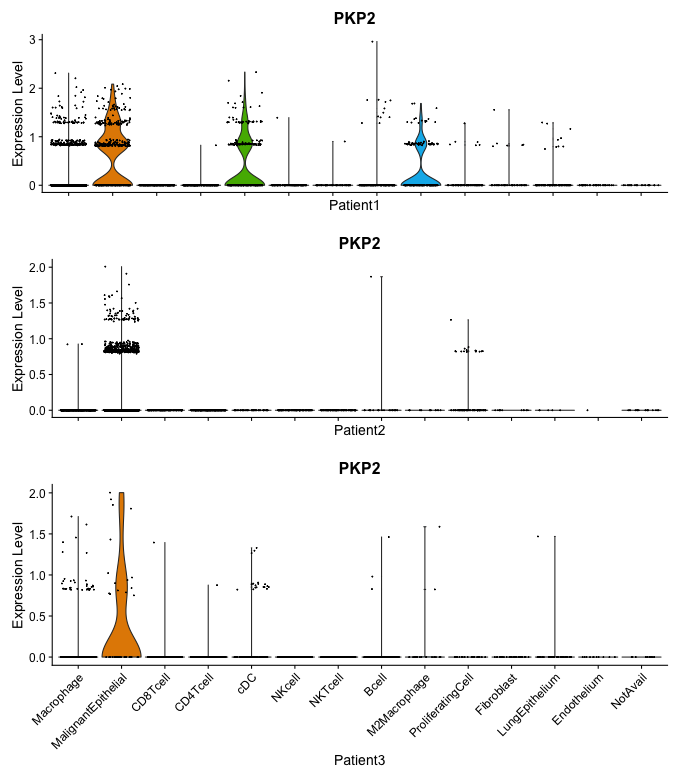 PKP2
Expression Level
3
2
1
0
Patient1
PKP2
Expression Level
2.0
1.5
1.0
0.5
0.0
Patient2
PKP2
Expression Level
2.0
1.5
1.0
0.5
0.0
Macrophage
MalignantEpithelial
CD8Tcell
CD4Tcell
cDC
NKcell
NKTcell
Bcell
M2Macrophage
ProliferatingCell
Fibroblast
LungEpithelium
Endothelium
NotAvail
Patient3